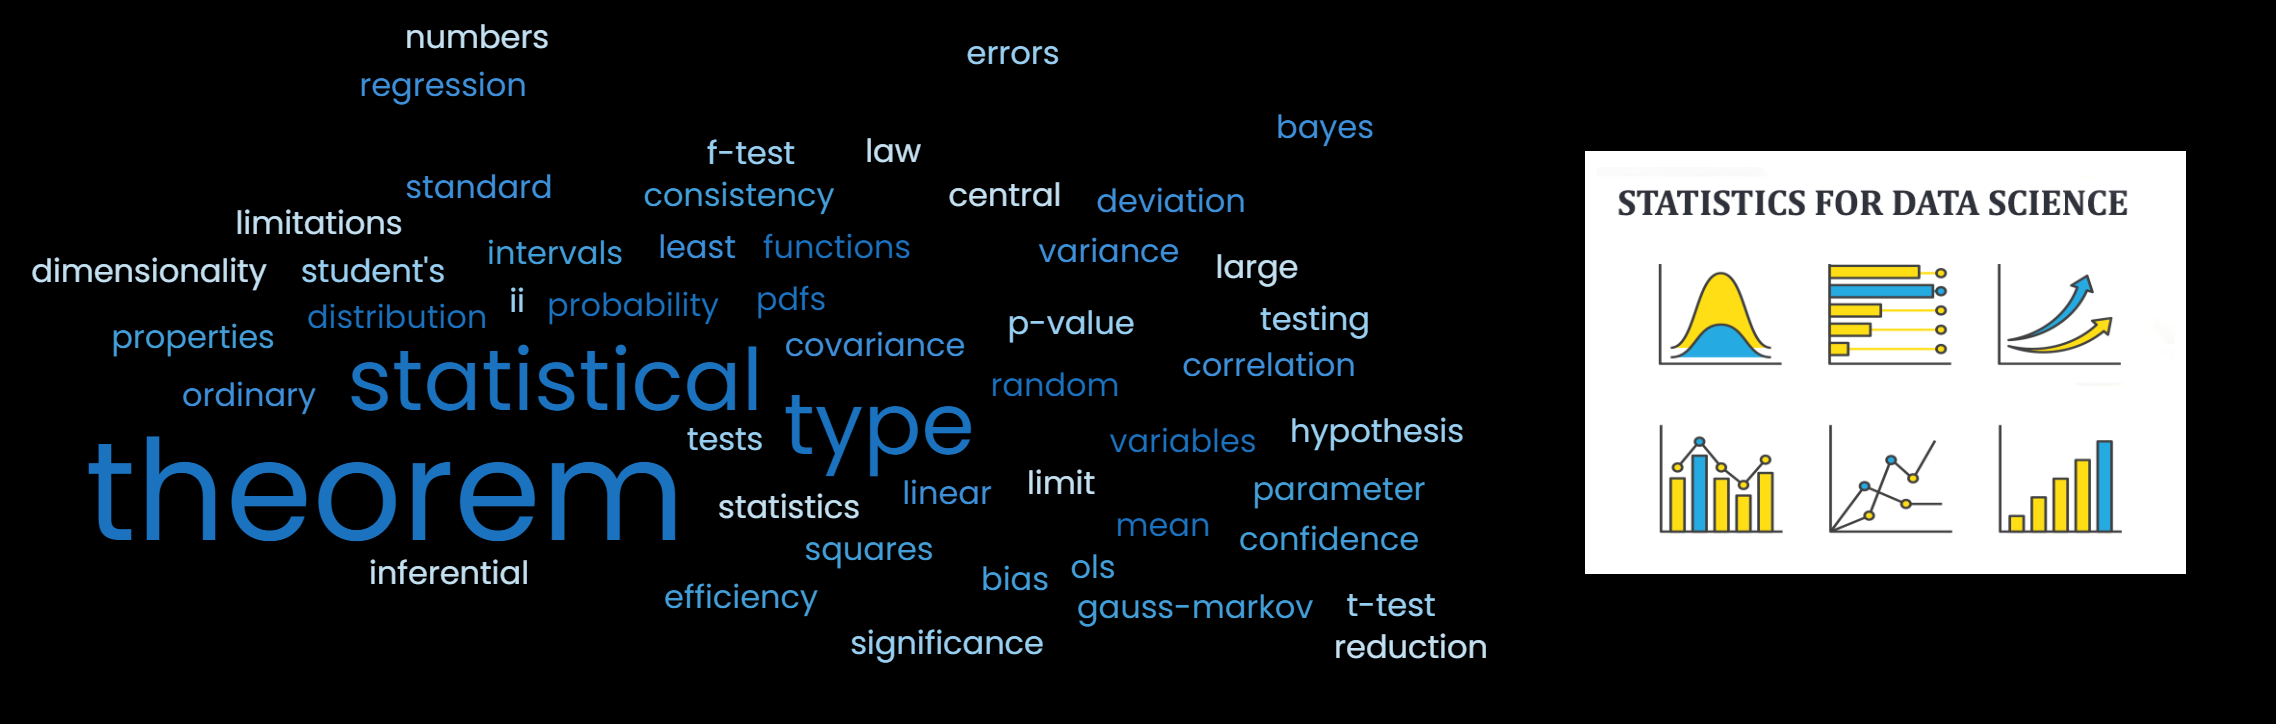 numbers
errors
regression
bayes
f-test law
standard consistency central deviation
limitations
intervals least functions variance
dimensionality student's large
ii probability pdfs
distribution p-value testing
properties covariance
statistical correlation
ordinary random
type
tests variables hypothesis
theorem
statistics linear limit parameter
mean confidence
squares
inferential bias ols
efficiency gauss-markov t-test
significance reduction
STATISTICS FOR DATA SCIENCE